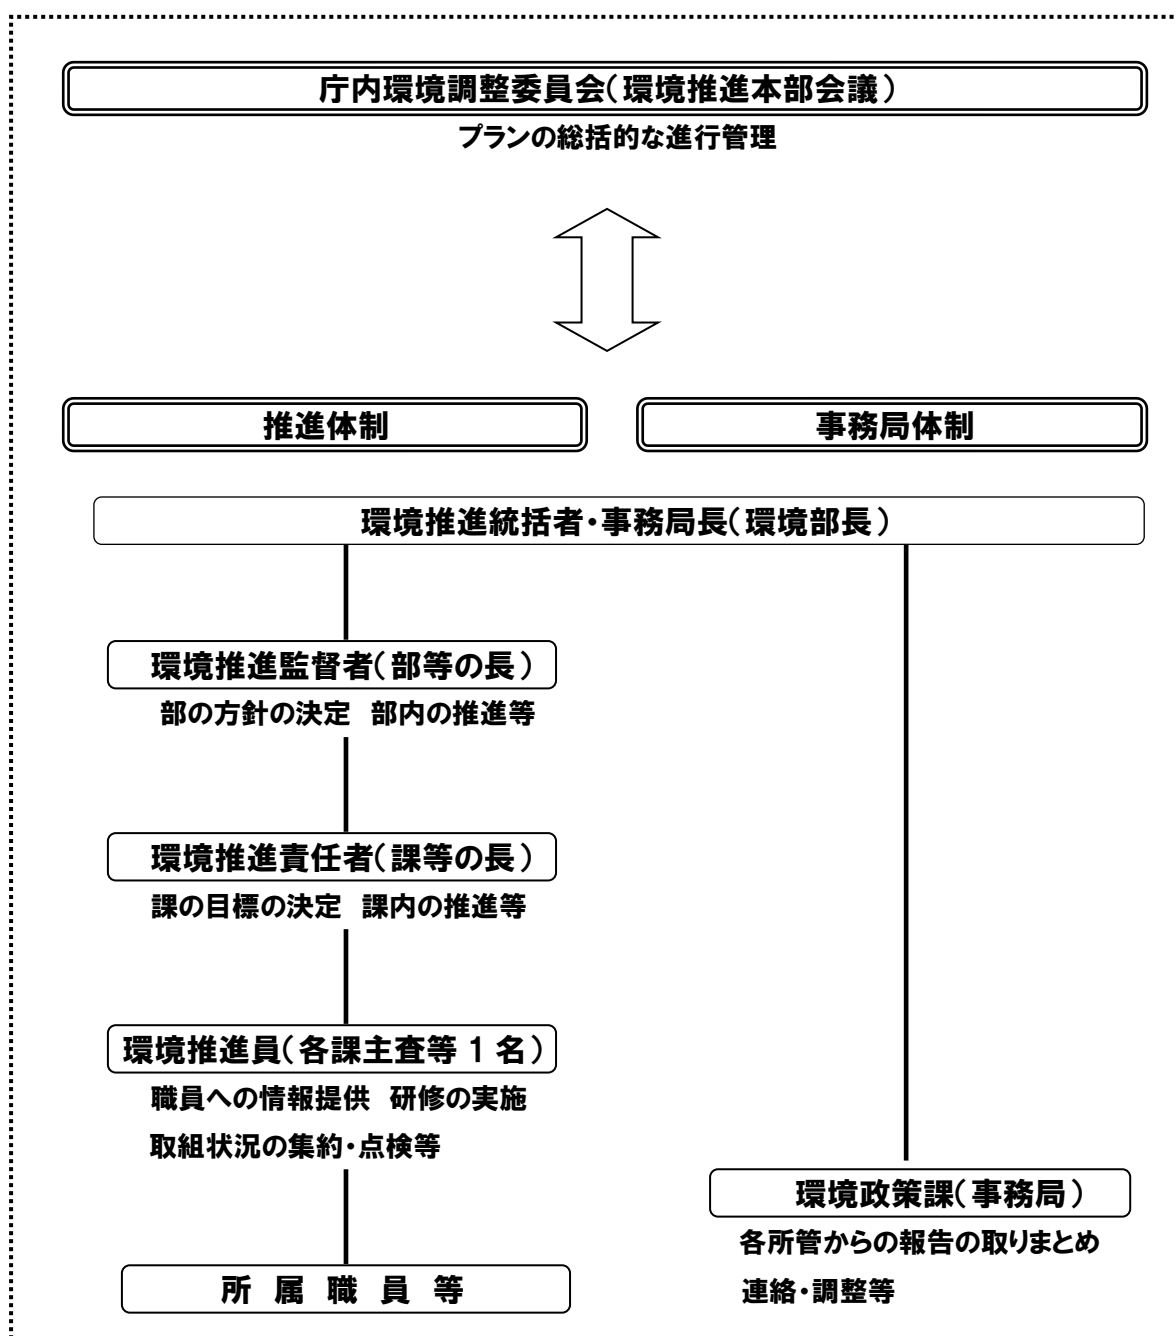 庁内環境調整委員会（環境推進本部会議）
プランの総括的な進行管理
推進体制
事務局体制
環境推進統括者・事務局長（環境部長）
環境推進監督者（部等の長）
部の方針の決定　部内の推進等
環境推進責任者（課等の長）
課の目標の決定　課内の推進等
環境推進員（各課主査等１名）
職員への情報提供　研修の実施
取組状況の集約・点検等
所　属　職　員　等
環境政策課（事務局）
各所管からの報告の取りまとめ
連絡・調整等